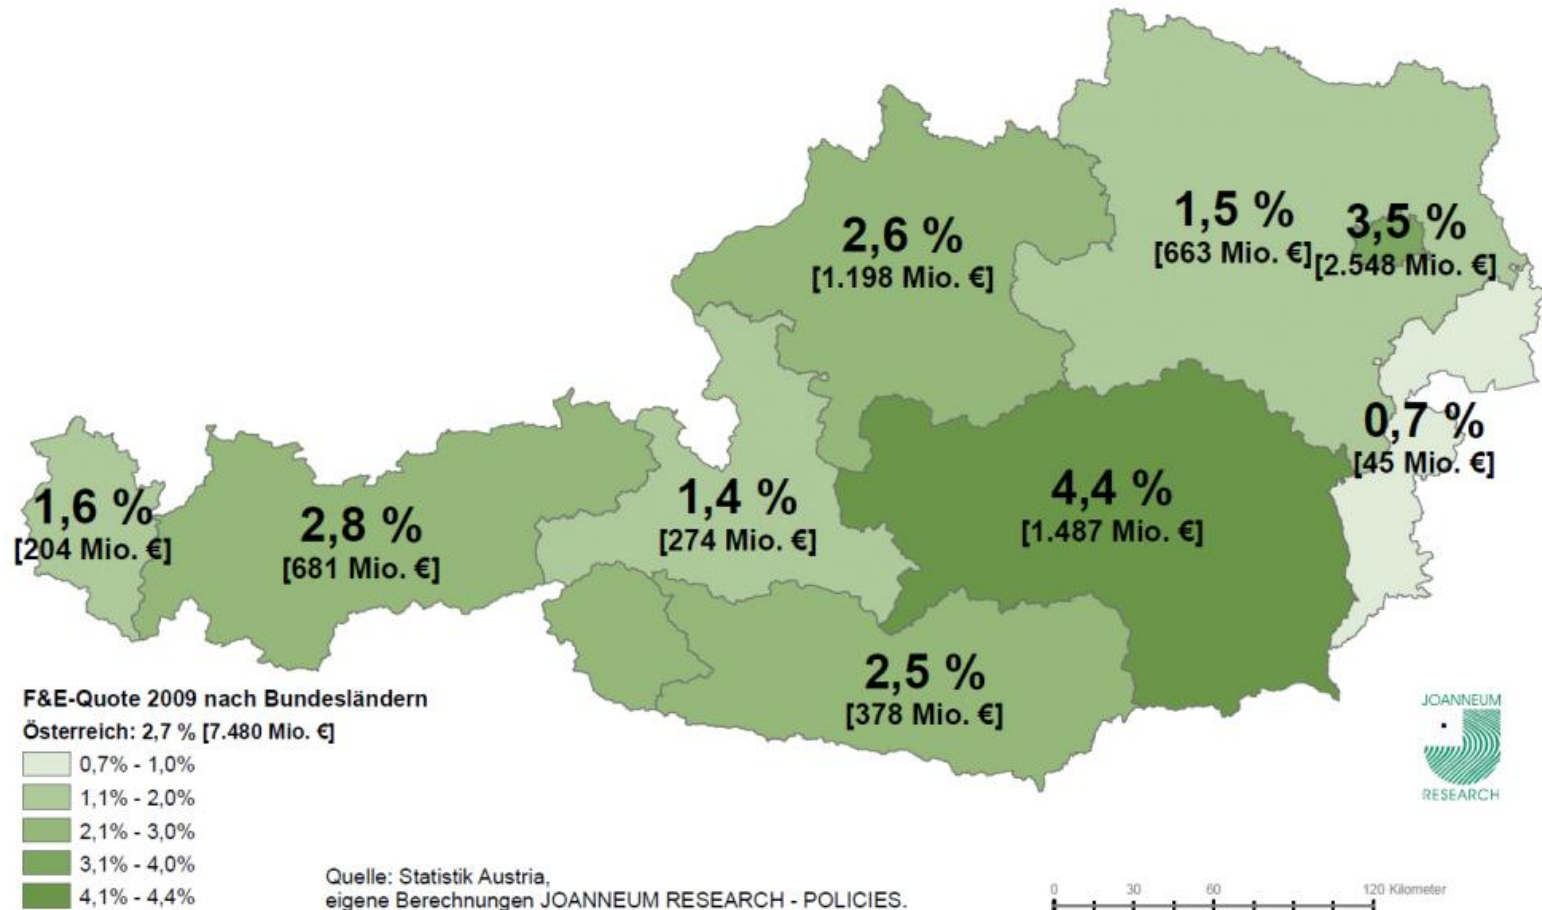 1,5 %
[663 Mio. €]
3,5 %
[2.548 Mio. €]
2,6 %
[1.198 Mio. €]
0,7 %
[45 Mio. €]
1,6 %
[204 Mio. €]
2,8 %
[681 Mio. €]
1,4 %
[274 Mio. €]
4,4 %
[1.487 Mio. €]
2,5 %
[378 Mio. €]
F&E-Quote 2009 nach Bundesländern
Österreich: 2,7 % [7.480 Mio. €]
0,7% - 1,0%
1,1% - 2,0%
2,1% - 3,0%
3,1% - 4,0%
4,1% - 4,4%
Quelle: Statistik Austria,
eigene Berechnungen JOANNEUM RESEARCH - POLICIES.
JOANNEUM
RESEARCH
0 30 60 120 Kilometer